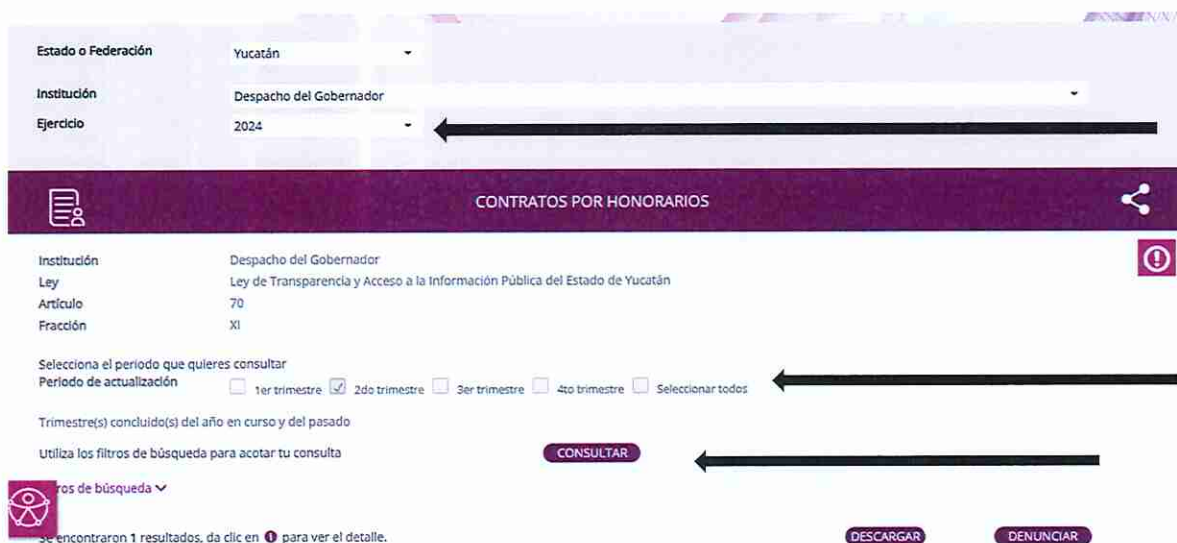 Estado o Federación Yucatán
Institución Despacho del Gobernador
Ejercicio 2024
CONTRATOS POR HONORARIOS
Institución Despacho del Gobernador
Ley Ley de Transparencia y Acceso a la Información Pública del Estado de Yucatán
Artículo 70
Fracción XI
Selecciona el periodo que quieres consultar
Periodo de actualización 1er trimestre 2do trimestre 3er trimestre 4to trimestre Seleccionar todos
Trimestre(s) concluido(s) del año en curso y del pasado
Utiliza los filtros de búsqueda para acotar tu consulta CONSULTAR
ros de búsqueda
Se encontraron 1 resultados, da clic en para ver el detalle. DESCARGAR DENUNCIAR